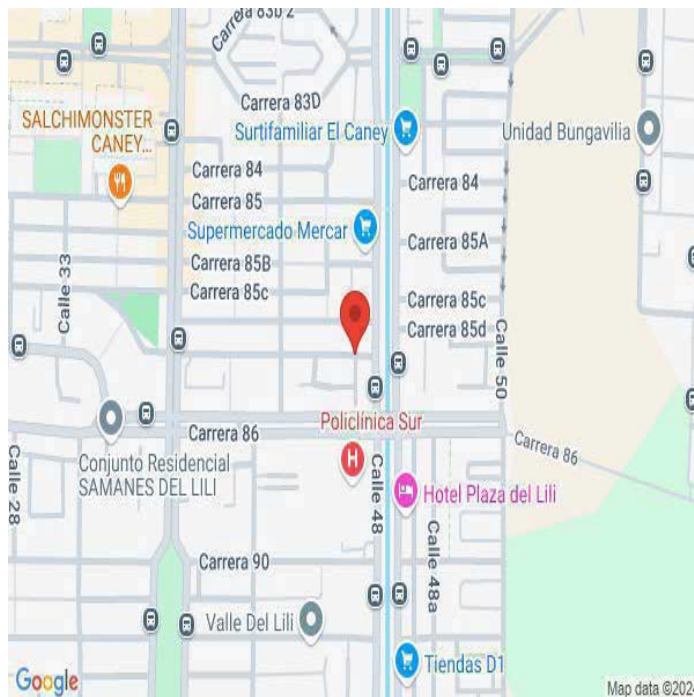 Carrera 83b 2
Carrera 83D
SALCHIMONSTER
CANEY...
Surtifamiliar El Caney
Unidad Bungavilia
Carrera 84
Carrera 84
Carrera 85
Supermercado Mercar
Carrera 85A
Calle 33
Carrera 85B
Carrera 85c
Carrera 85c
Carrera 85d
Calle 50
Policlínica Sur
Carrera 86
Carrera 86
Conjunto Residencial
SAMANES DEL LILI
Calle 28
H
Calle 48
Hotel Plaza del Lili
Carrera 90
Calle 48a
Valle Del Lili
Tiendas D1
Google
Map data ©202